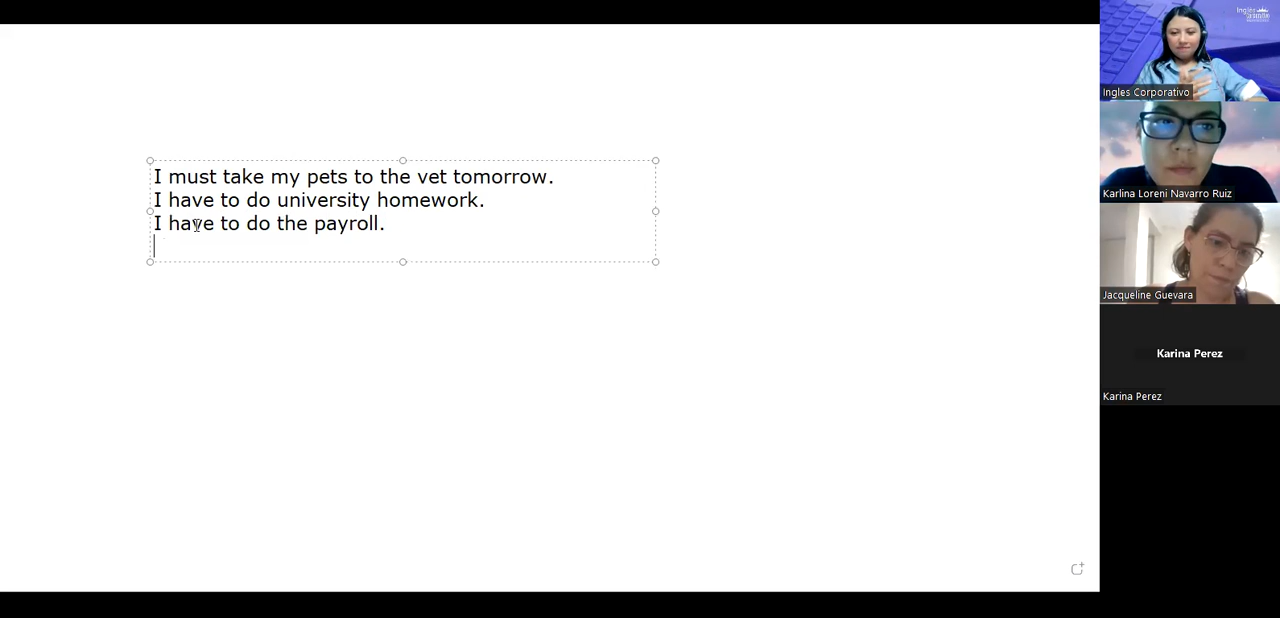 I must take my pets to the vet tomorrow.
I have to do university homework.
I have to do the payroll.
Ingles Corporativo
Karlina Loreni Navarro Ruiz
Jacqueline Guevara
Karina Perez
Karina Perez